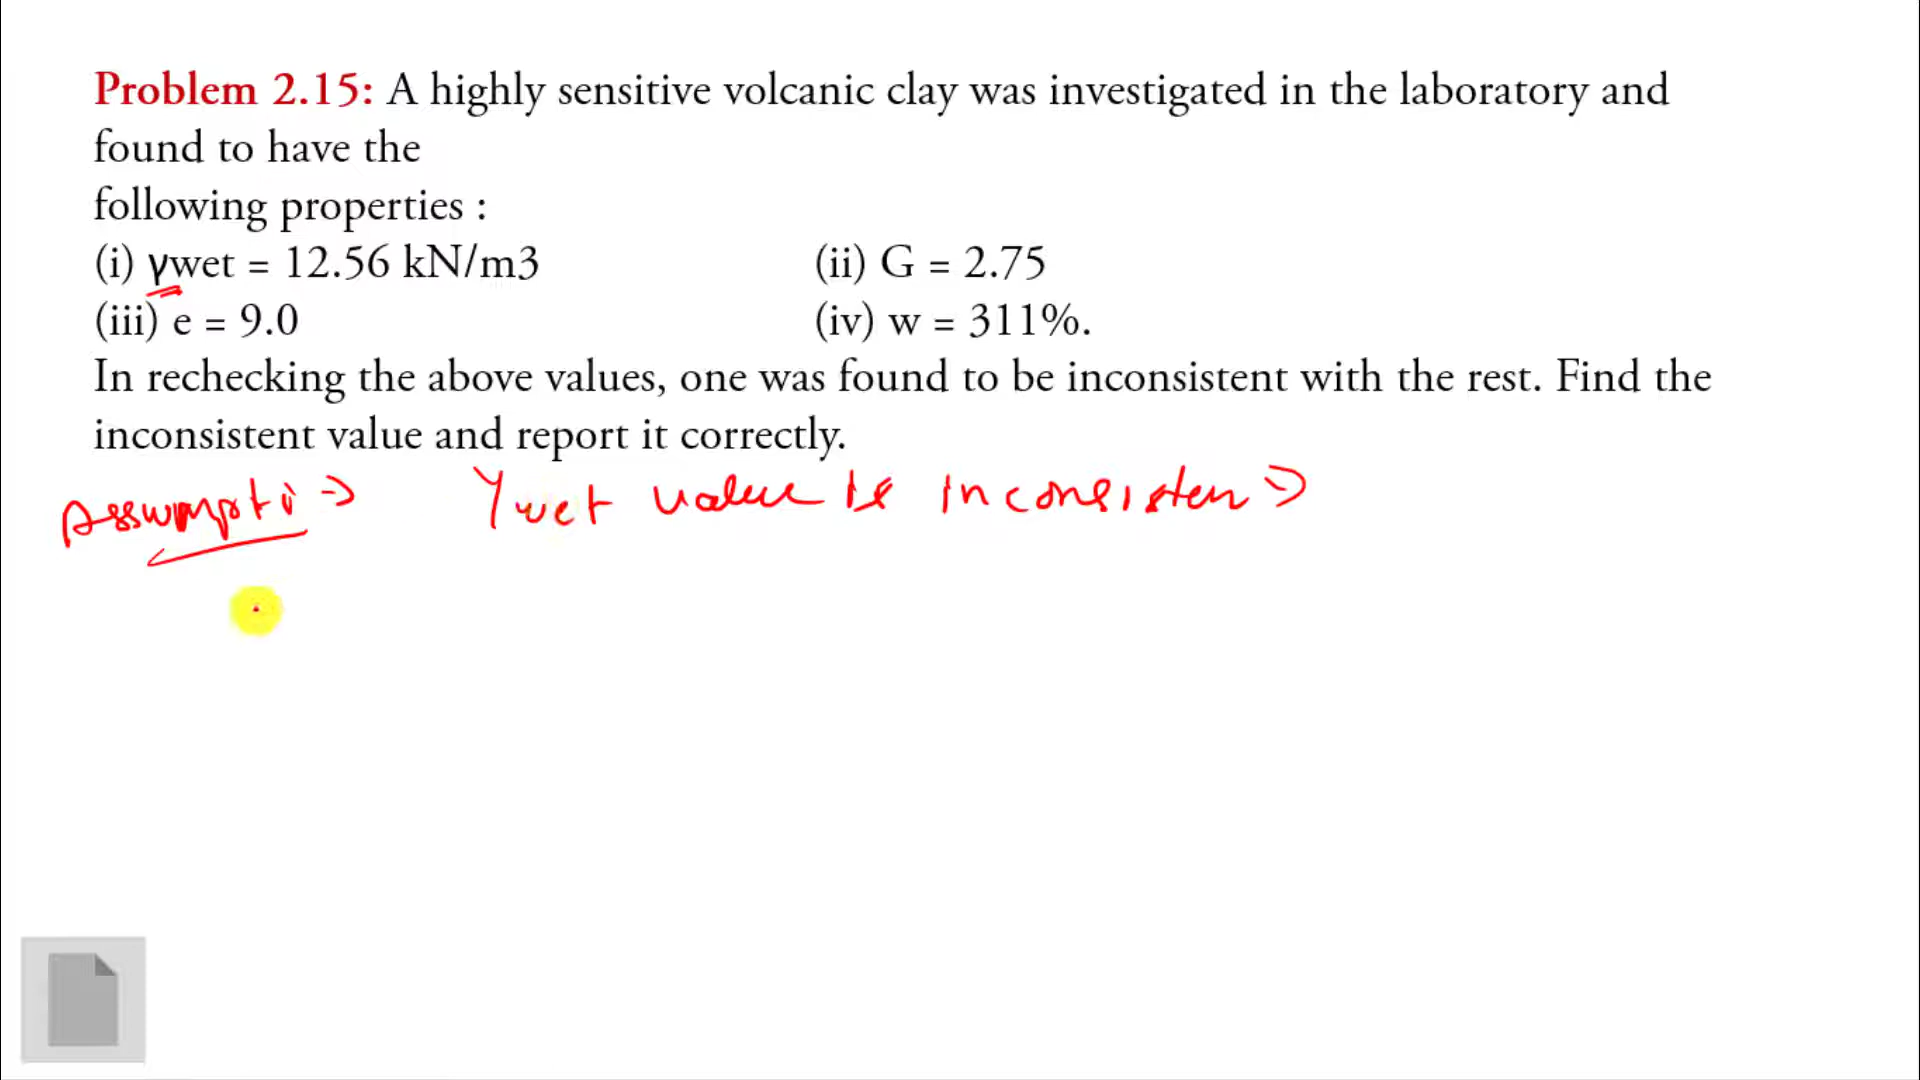 Problem 2.15: A highly sensitive volcanic clay was investigated in the laboratory and
found to have the
following properties :
(i) γwet = 12.56 kN/m3 (ii) G = 2.75
(iii) e = 9.0 (iv) w = 311%.
In rechecking the above values, one was found to be inconsistent with the rest. Find the
inconsistent value and report it correctly.
Assumpti → γwet value is inconsisten →